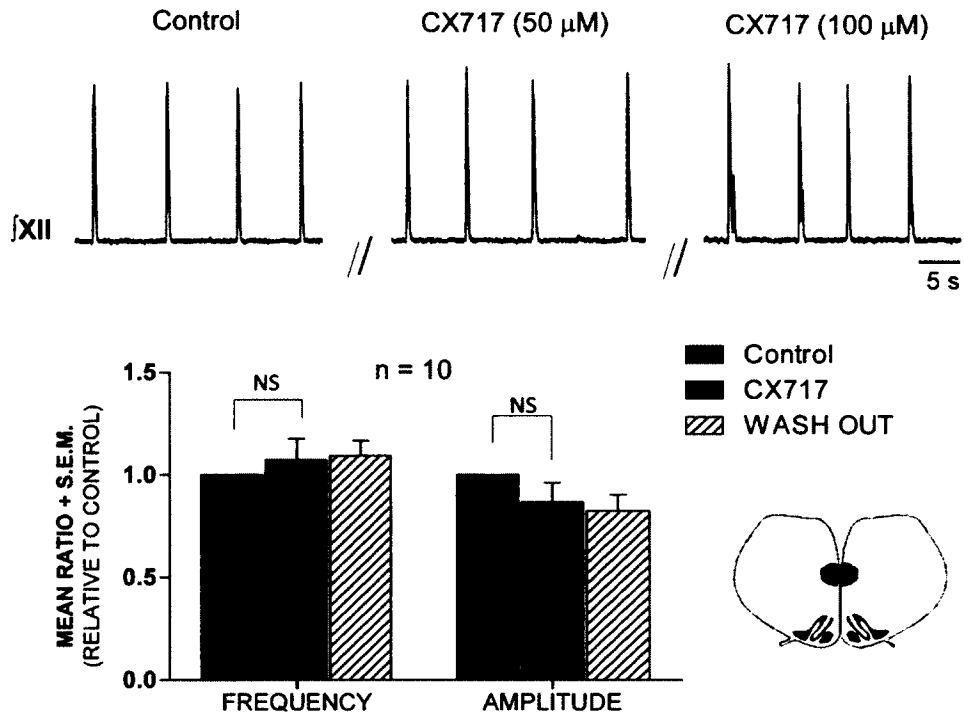 Control
CX717 (50 μM)
CX717 (100 μM)
∫XII
5 s
1.5
1.0
0.5
0.0
MEAN RATIO + S.E.M.
(RELATIVE TO CONTROL)
NS
n = 10
NS
Control
CX717
WASH OUT
FREQUENCY
AMPLITUDE